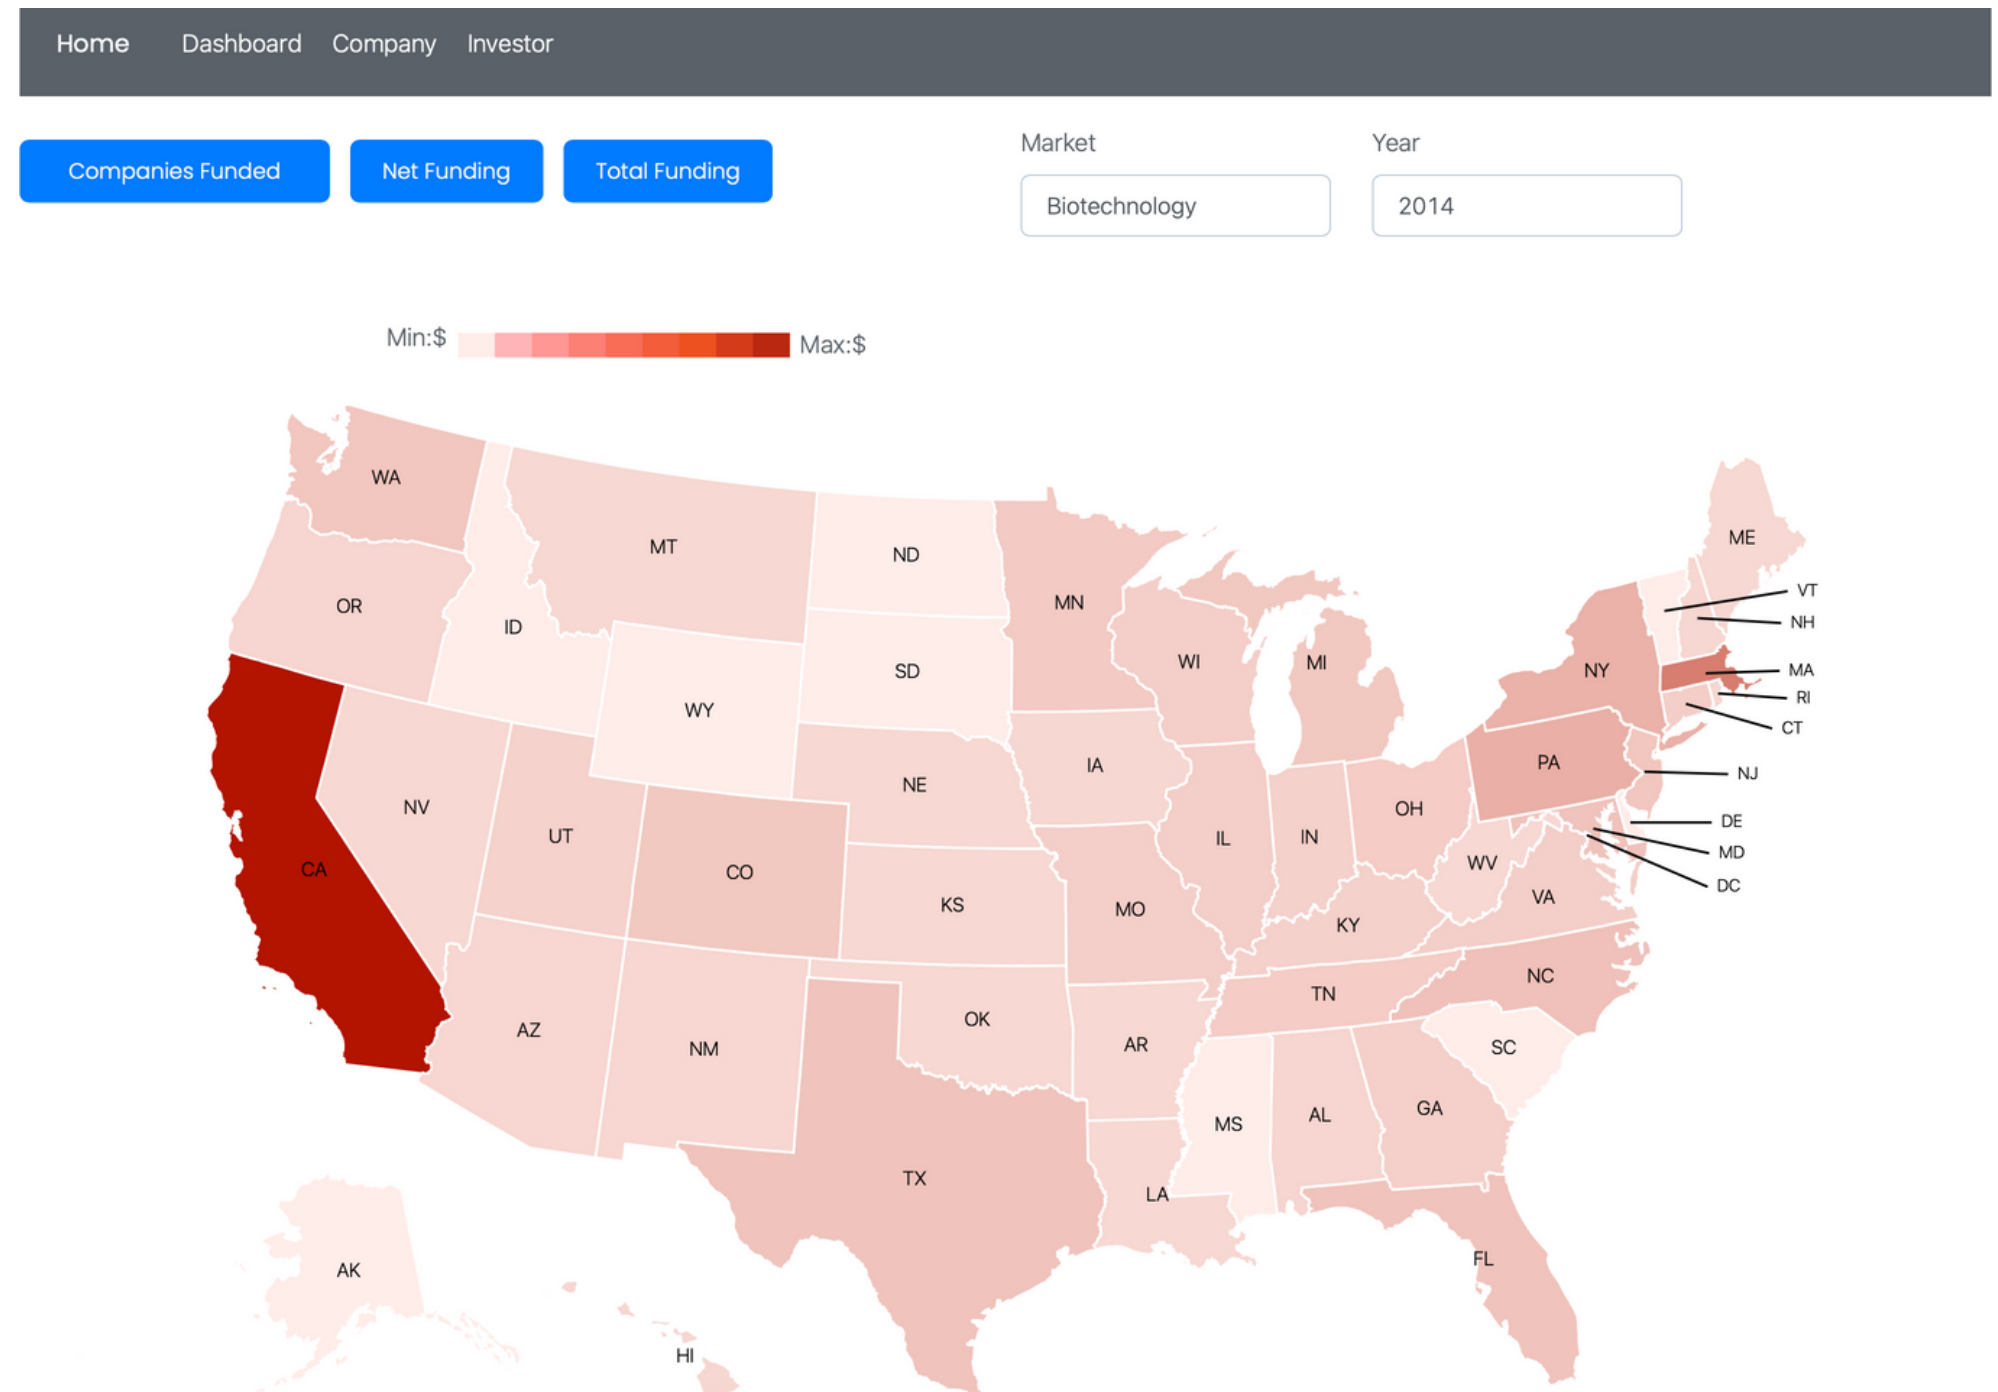 Home Dashboard Company Investor
Market Year
Companies Funded Net Funding Total Funding
Biotechnology 2014
Min:$ Max:$
WA
ME
MT
ND
VT
MN
OR
NH
ID
WI
MI
NY
MA
SD
RI
WY
CT
PA
IA
NJ
NE
NV
OH
DE
UT
IL
IN
MD
WV
CO
DC
VA
KS
MO
KY
NC
TN
OK
AZ
AR
SC
NM
GA
AL
MS
TX
LA
FL
AK
HI
CA